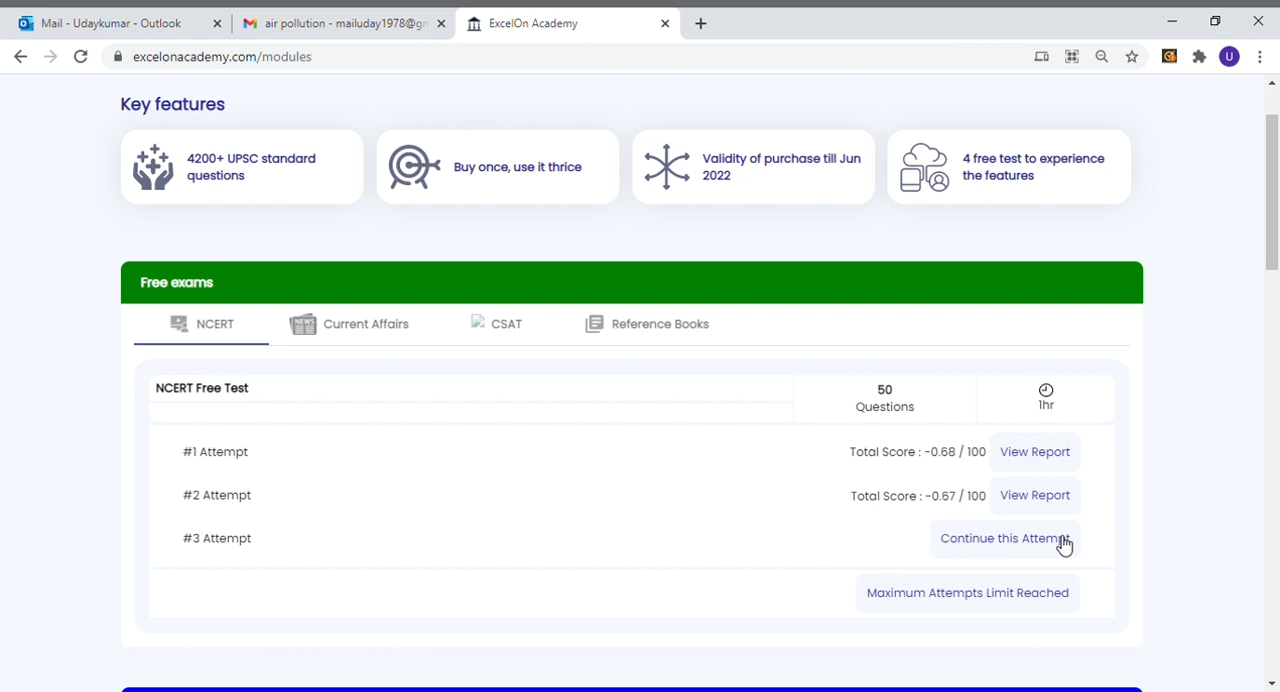 Mail - Udaykumar - Outlook
air pollution - mailuday1978@gm
ExcelOn Academy
excelonacademy.com/modules
U
Key features
4200+ UPSC standard
questions
Buy once, use it thrice
Validity of purchase till Jun
2022
4 free test to experience
the features
Free exams
NCERT
NEWS
Current Affairs
CSAT
Reference Books
NCERT Free Test
50
Questions
1hr
#1 Attempt
Total Score : -0.68 / 100
View Report
#2 Attempt
Total Score : -0.67 / 100
View Report
#3 Attempt
Continue this Attempt
Maximum Attempts Limit Reached